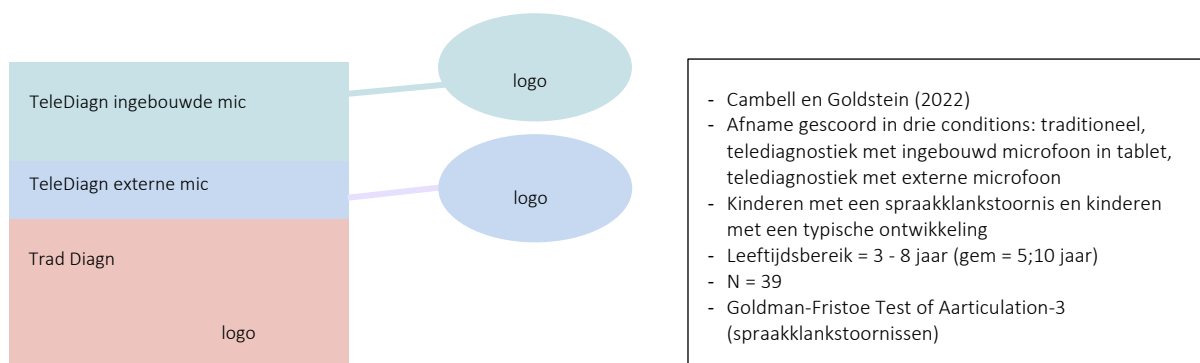 TeleDiagn ingebouwde mic
logo
TeleDiagn externe mic
logo
Trad Diagn
logo
- Cambell en Goldstein (2022)
- Afname gescoord in drie conditions: traditioneel,
telediagnostiek met ingebouwd microfoon in tablet,
telediagnostiek met externe microfoon
- Kinderen met een spraakklankstoornis en kinderen
met een typische ontwikkeling
- Leeftijdsbereik = 3 - 8 jaar (gem = 5;10 jaar)
- N = 39
- Goldman-Fristoe Test of Aarticulation-3
(spraakklankstoornissen)